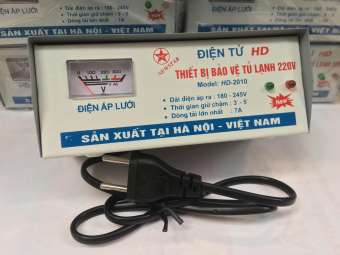 ĐIỆN TỬ HD
NEWSTAR
THIẾT BỊ BẢO VỆ TỦ LẠNH 220V
Model: HD-2010
• Dải điện áp ra: 180 - 245V
• Thời gian giữ chậm: 3 - 5
• Dòng tải lớn nhất: 7A
New
V
ĐIỆN ÁP LƯỚI
SẢN XUẤT TẠI HÀ NỘI - VIỆT NAM